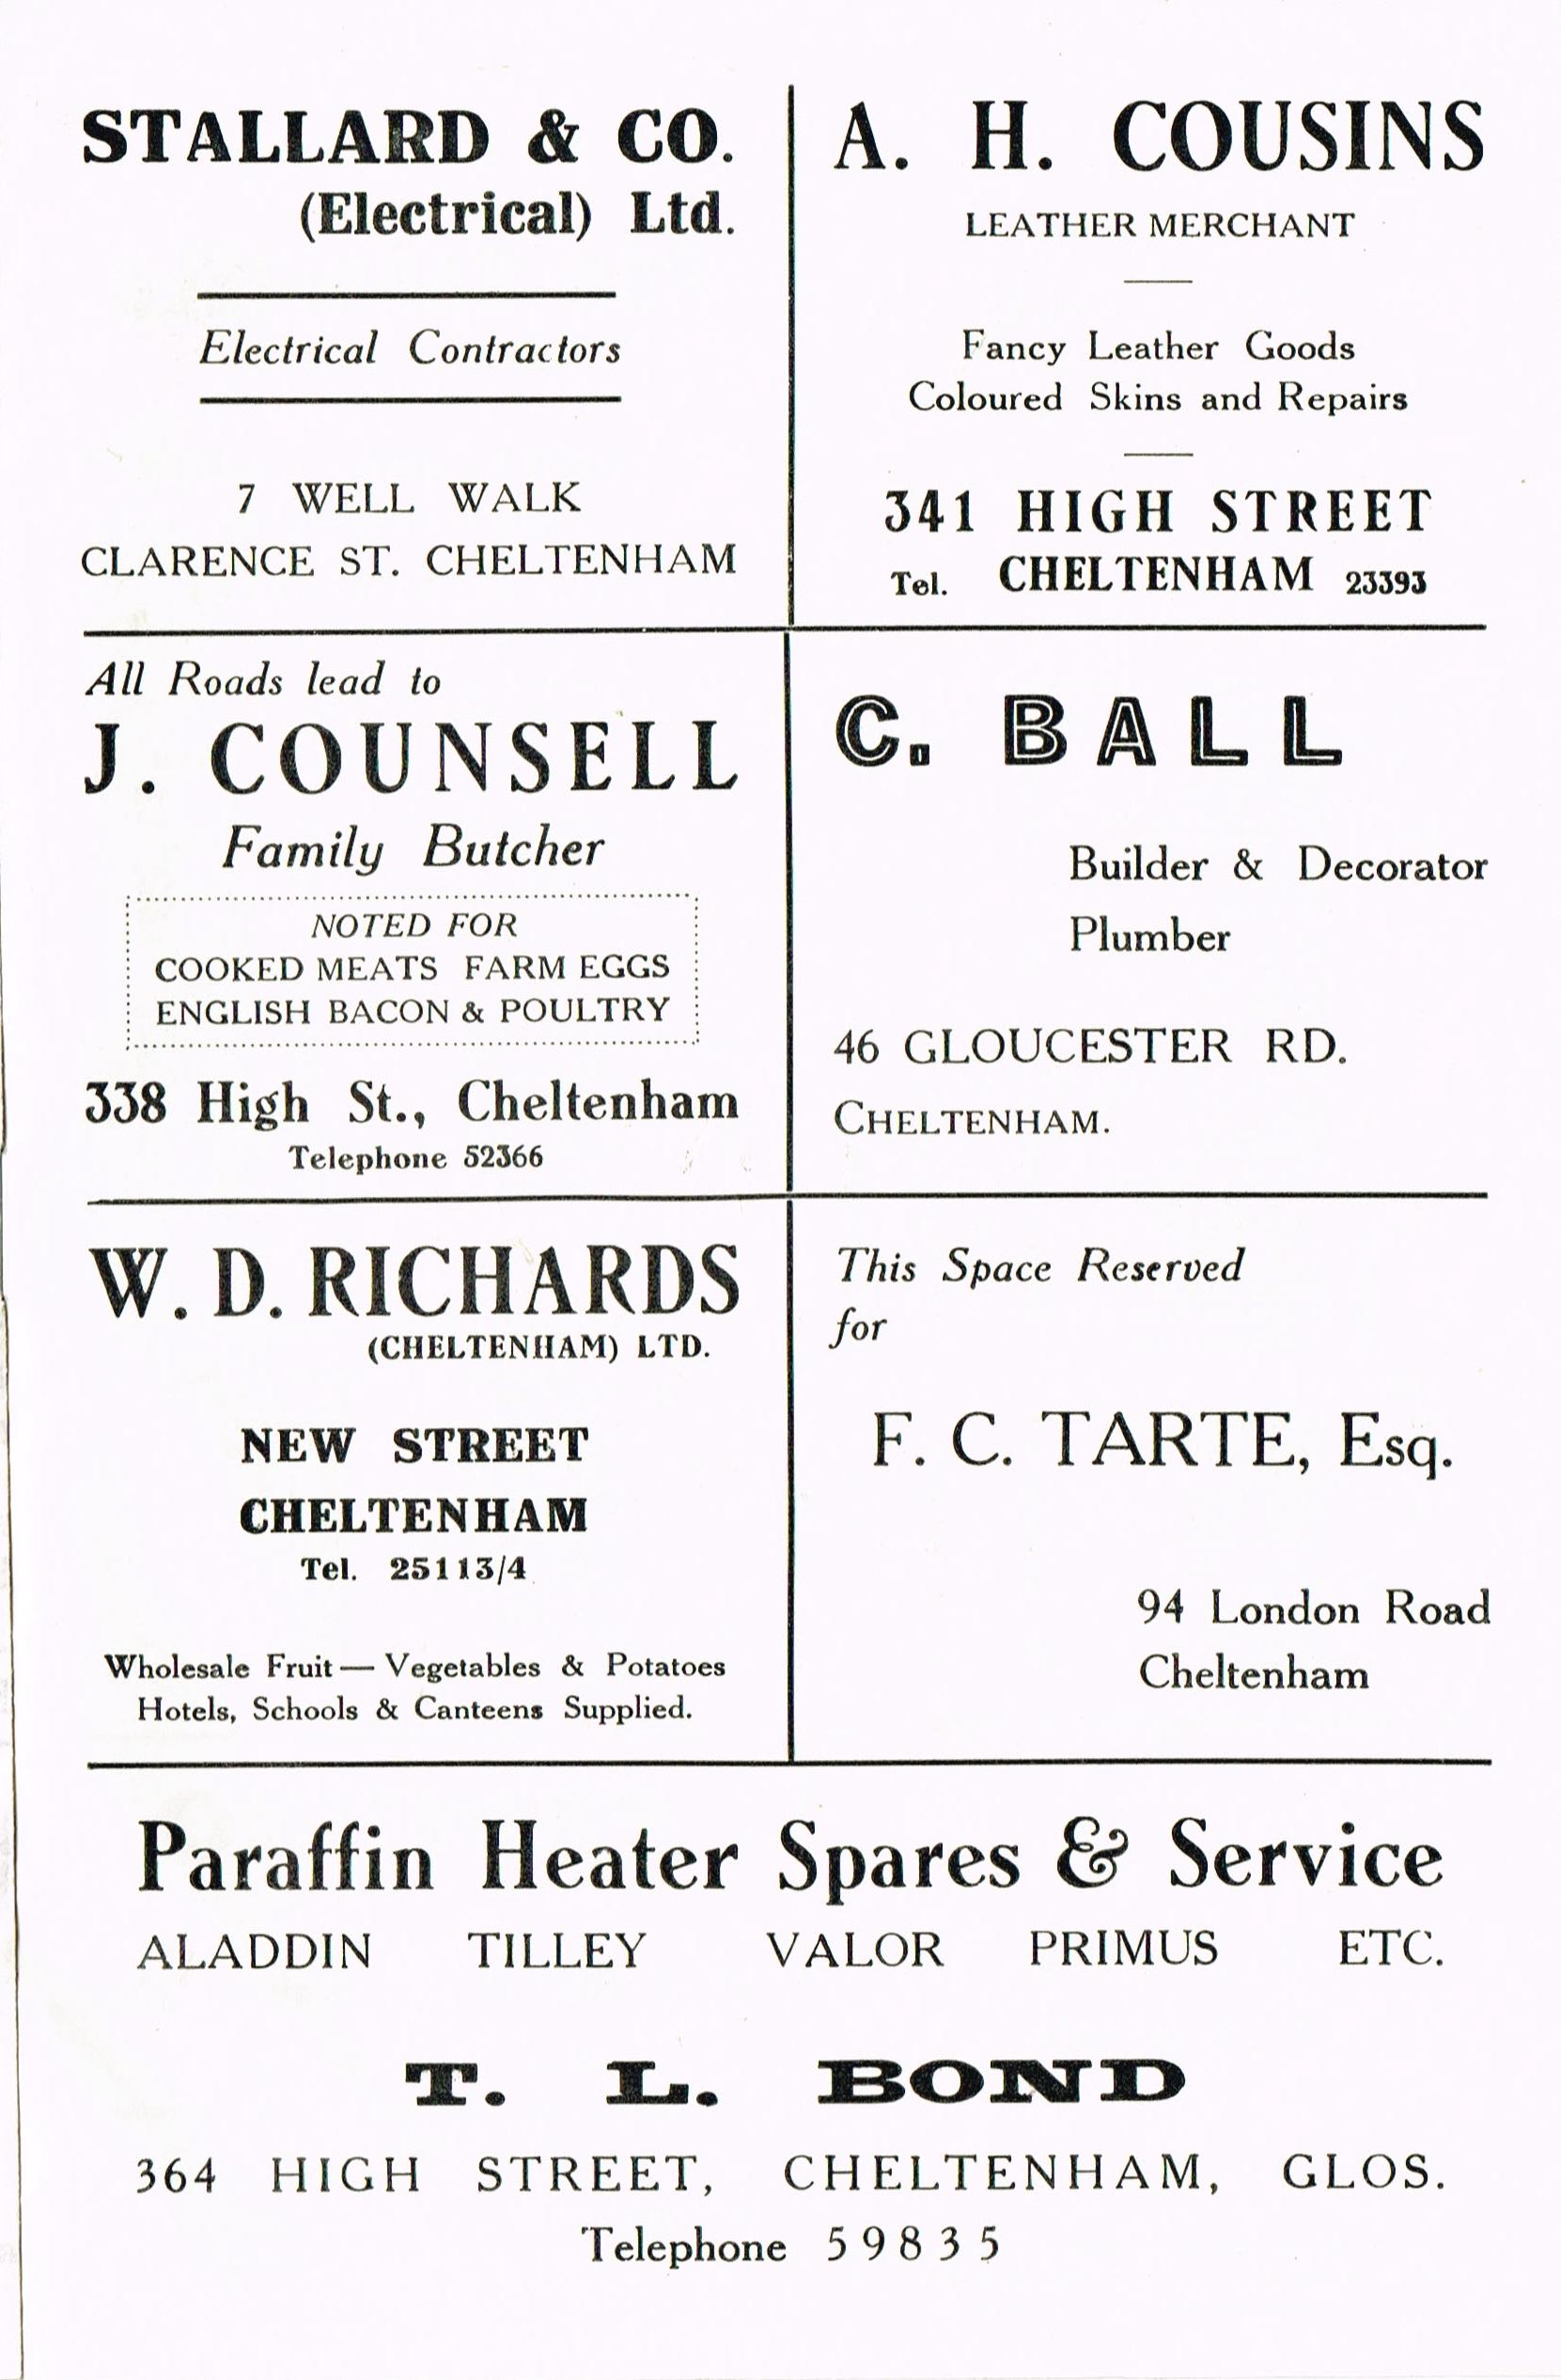 STALLARD & CO.
(Electrical) Ltd.
Electrical Contractors
7 WELL WALK
CLARENCE ST. CHELTENHAM
A. H. COUSINS
LEATHER MERCHANT
Fancy Leather Goods
Coloured Skins and Repairs
341 HIGH STREET
Tel. CHELTENHAM 23393
All Roads lead to
J. COUNSELL
Family Butcher
NOTED FOR
COOKED MEATS FARM EGGS
ENGLISH BACON & POULTRY
338 High St., Cheltenham
Telephone 52366
C. BALL
Builder & Decorator
Plumber
46 GLOUCESTER RD.
CHELTENHAM.
W. D. RICHARDS
(CHELTENHAM) LTD.
NEW STREET
CHELTENHAM
Tel. 25113/4
Wholesale Fruit — Vegetables & Potatoes
Hotels, Schools & Canteens Supplied.
This Space Reserved
for
F. C. TARTE, Esq.
94 London Road
Cheltenham
Paraffin Heater Spares & Service
ALADDIN TILLEY VALOR PRIMUS ETC.
T. L. BOND
364 HIGH STREET, CHELTENHAM, GLOS.
Telephone 59835